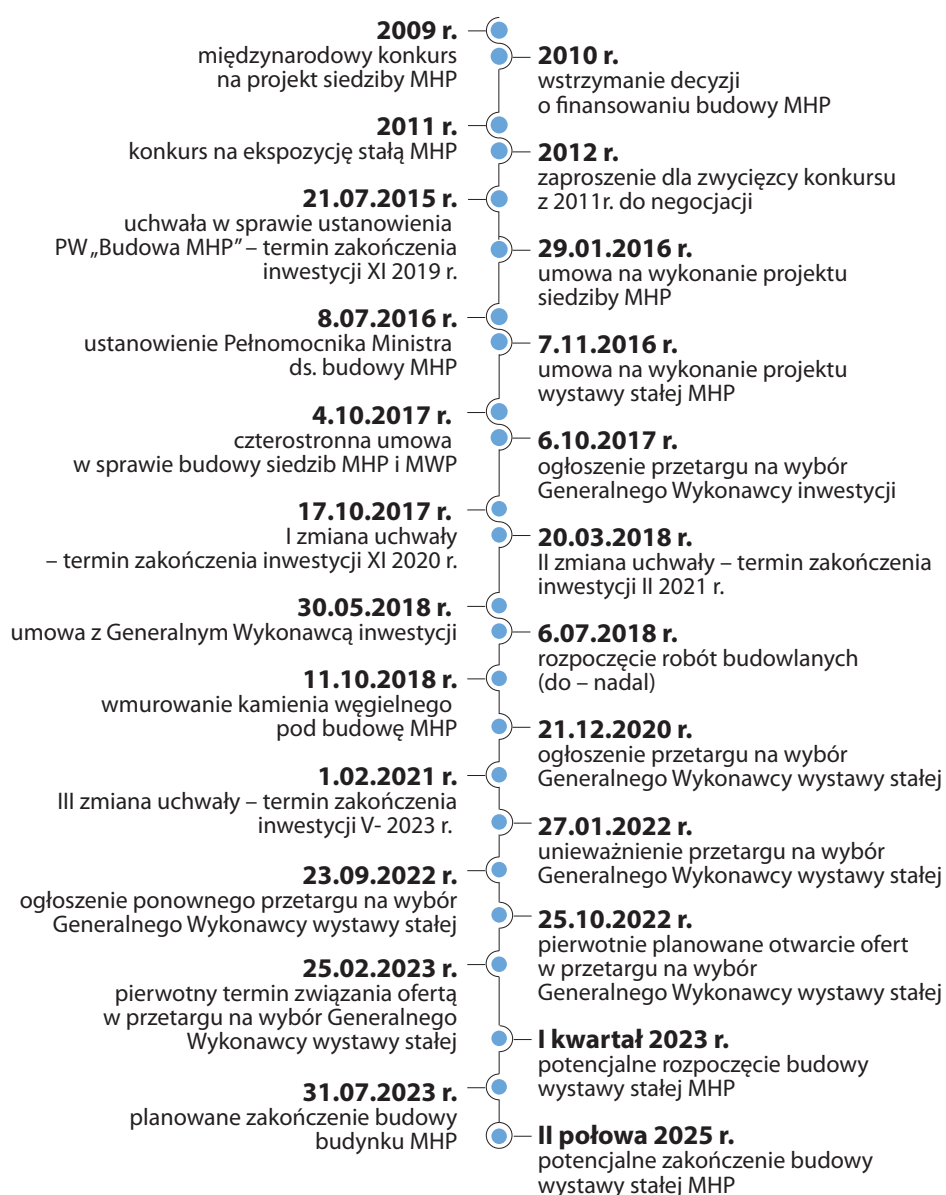 2009 r.
międzynarodowy konkurs
na projekt siedziby MHP
2010 r.
wstrzymanie decyzji
o finansowaniu budowy MHP
2011 r.
konkurs na ekspozycję stałą MHP
2012 r.
zaproszenie dla zwycięzcy konkursu
z 2011r. do negocjacji
21.07.2015 r.
uchwała w sprawie ustanowienia
PW „Budowa MHP” – termin zakończenia
inwestycji XI 2019 r.
29.01.2016 r.
umowa na wykonanie projektu
siedziby MHP
8.07.2016 r.
ustanowienie Pełnomocnika Ministra
ds. budowy MHP
7.11.2016 r.
umowa na wykonanie projektu
wystawy stałej MHP
4.10.2017 r.
czterostronna umowa
w sprawie budowy siedzib MHP i MWP
6.10.2017 r.
ogłoszenie przetargu na wybór
Generalnego Wykonawcy inwestycji
17.10.2017 r.
I zmiana uchwały
– termin zakończenia inwestycji XI 2020 r.
20.03.2018 r.
II zmiana uchwały – termin zakończenia
inwestycji II 2021 r.
30.05.2018 r.
umowa z Generalnym Wykonawcą inwestycji
6.07.2018 r.
rozpoczęcie robót budowlanych
(do – nadal)
11.10.2018 r.
wmurowanie kamienia węgielnego
pod budowę MHP
21.12.2020 r.
ogłoszenie przetargu na wybór
Generalnego Wykonawcy wystawy stałej
1.02.2021 r.
III zmiana uchwały – termin zakończenia
inwestycji V- 2023 r.
27.01.2022 r.
unieważnienie przetargu na wybór
Generalnego Wykonawcy wystawy stałej
23.09.2022 r.
ogłoszenie ponownego przetargu na wybór
Generalnego Wykonawcy wystawy stałej
25.10.2022 r.
pierwotnie planowane otwarcie ofert
w przetargu na wybór
Generalnego Wykonawcy wystawy stałej
25.02.2023 r.
pierwotny termin związania ofertą
w przetargu na wybór Generalnego
Wykonawcy wystawy stałej
I kwartał 2023 r.
potencjalne rozpoczęcie budowy
wystawy stałej MHP
31.07.2023 r.
planowane zakończenie budowy
budynku MHP
II połowa 2025 r.
potencjalne zakończenie budowy
wystawy stałej MHP